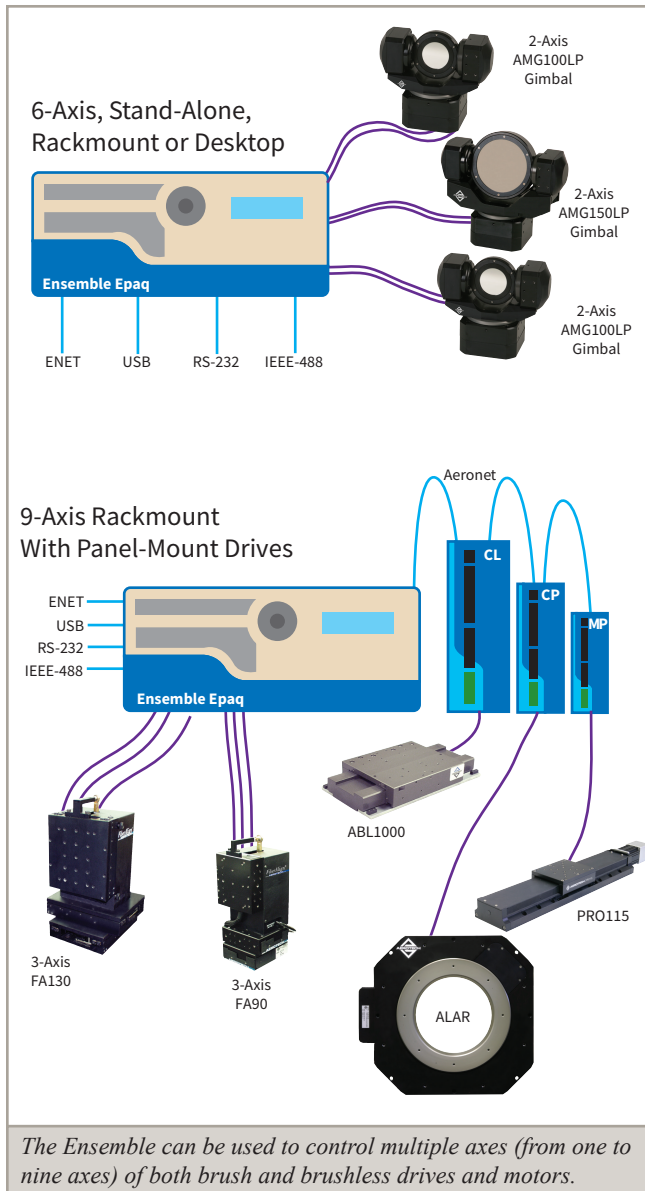 2-Axis
AMG100LP
Gimbal
6-Axis, Stand-Alone,
Rackmount or Desktop
2-Axis
AMG150LP
Gimbal
Ensemble Epaq
2-Axis
AMG100LP
Gimbal
ENET USB RS-232 IEEE-488
Aeronet
9-Axis Rackmount
With Panel-Mount Drives
CL
CP
MP
ENET
USB
RS-232
IEEE-488
Ensemble Epaq
ABL1000
PRO115
3-Axis
FA130
3-Axis
FA90
ALAR
The Ensemble can be used to control multiple axes (from one to
nine axes) of both brush and brushless drives and motors.